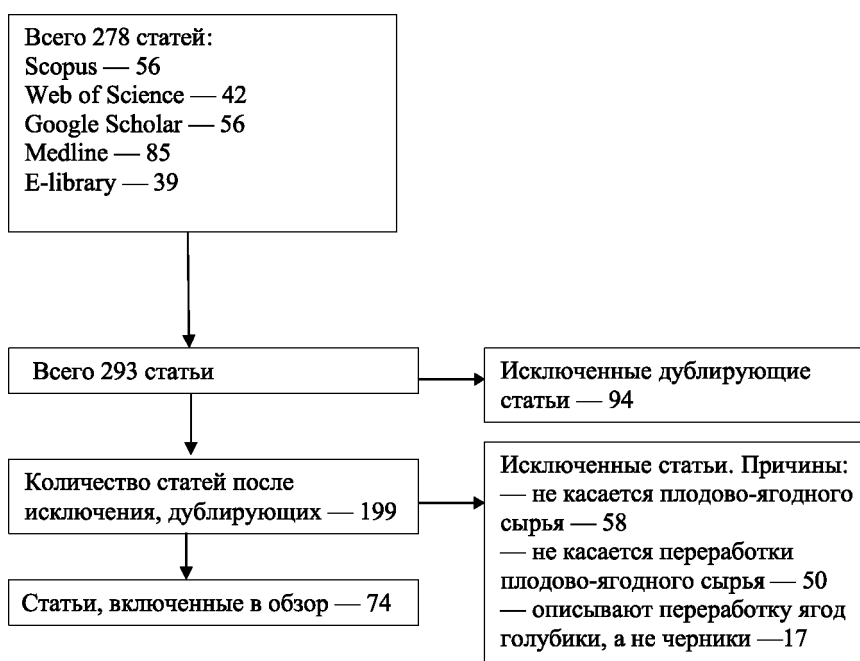 Всего 278 статей:
Scopus — 56
Web of Science — 42
Google Scholar — 56
Medline — 85
E-library — 39
Всего 293 статьи
Исключенные дублирующие
статьи — 94
Количество статей после
исключения, дублирующих — 199
Исключенные статьи. Причины:
— не касается плодово-ягодного
сырья — 58
— не касается переработки
плодово-ягодного сырья — 50
— описывают переработку ягод
голубики, а не черники —17
Статьи, включенные в обзор — 74